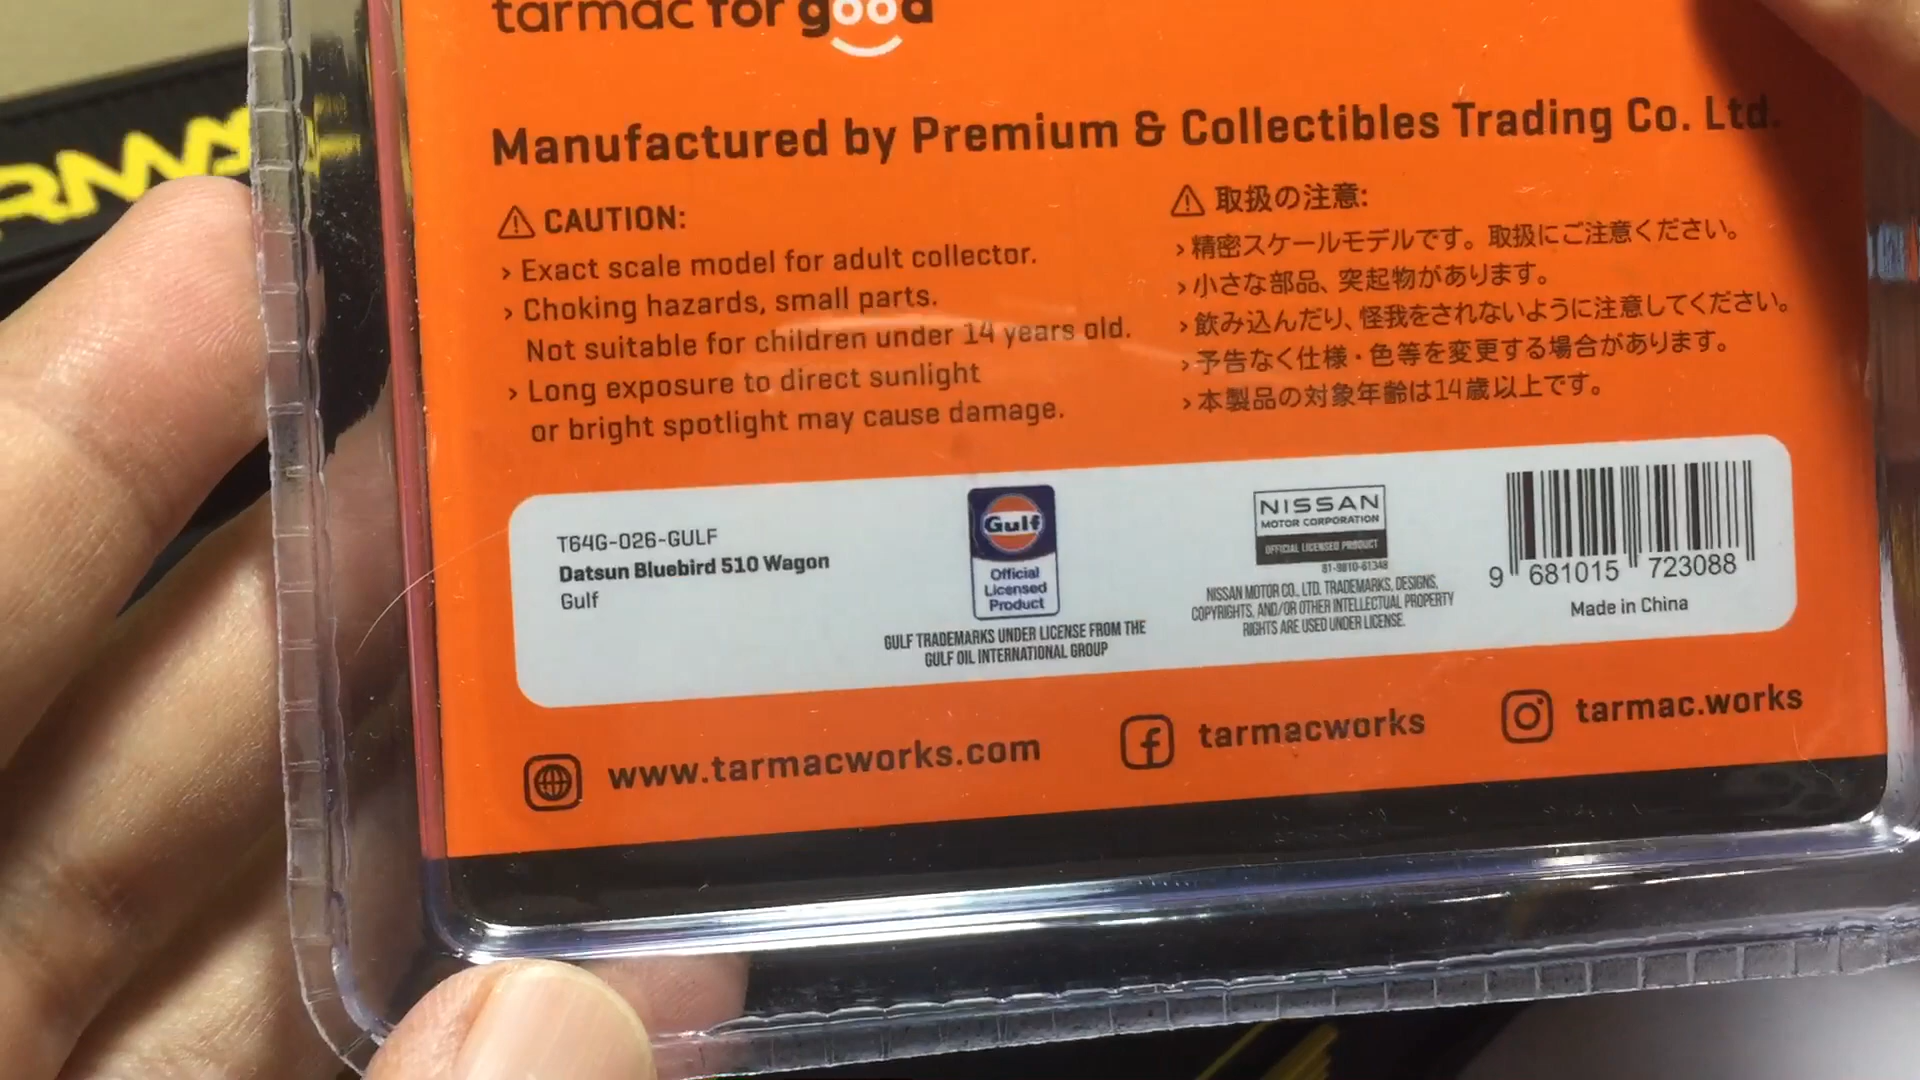 tarmac for good
Manufactured by Premium & Collectibles Trading Co. Ltd.
CAUTION:
› Exact scale model for adult collector.
› Choking hazards, small parts.
Not suitable for children under 14 years old.
› Long exposure to direct sunlight
or bright spotlight may cause damage.
取扱の注意:
›精密スケールモデルです。取扱にご注意ください。
›小さな部品、突起物があります。
›飲み込んだり、怪我をされないように注意してください。
›予告なく仕様・色等を変更する場合があります。
›本製品の対象年齢は14歳以上です。
T64G-026-GULF
Datsun Bluebird 510 Wagon
Gulf
Gulf
Official
Licensed
Product
GULF TRADEMARKS UNDER LICENSE FROM THE
GULF OIL INTERNATIONAL GROUP
NISSAN
MOTOR CORPORATION
OFFICIAL LICENSED PRODUCT
NISSAN MOTOR CO., LTD. TRADEMARKS, DESIGNS,
COPYRIGHTS, AND/OR OTHER INTELLECTUAL PROPERTY
RIGHTS ARE USED UNDER LICENSE.
9 681015 723088
Made in China
www.tarmacworks.com
tarmacworks
tarmac.works